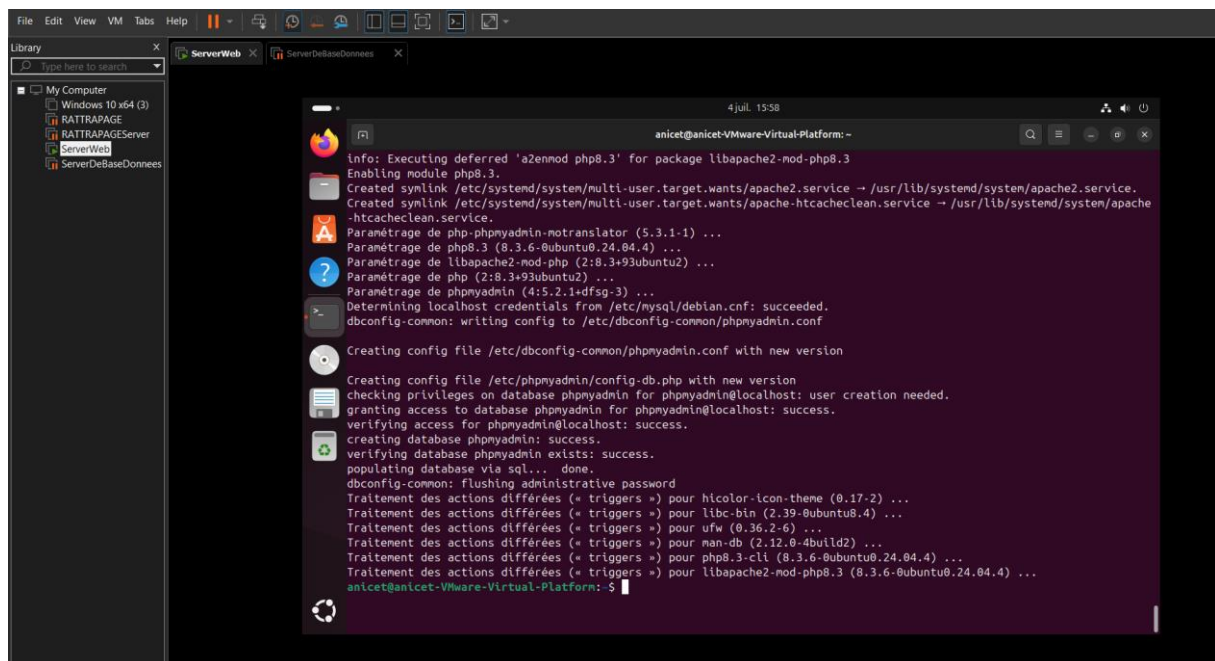 File Edit View VM Tabs Help
Library X
Type here to search
My Computer
Windows 10 x64 (3)
RATTRAPAGE
RATTRAPAGEServer
ServerWeb
ServerDeBaseDonnees
ServerWeb X ServerDeBaseDonnees X
4 juil. 15:58
anicet@anicet-VMware-Virtual-Platform: ~
info: Executing deferred 'a2enmod php8.3' for package libapache2-mod-php8.3
Enabling module php8.3.
Created symlink /etc/systemd/system/multi-user.target.wants/apache2.service → /usr/lib/systemd/system/apache2.service.
Created symlink /etc/systemd/system/multi-user.target.wants/apache-htcacheclean.service → /usr/lib/systemd/system/apache
-htcacheclean.service.
Paramétrage de php-phpmyadmin-motranslator (5.3.1-1) ...
Paramétrage de php8.3 (8.3.6-0ubuntu0.24.04.4) ...
Paramétrage de libapache2-mod-php (2:8.3+93ubuntu2) ...
Paramétrage de php (2:8.3+93ubuntu2) ...
Paramétrage de phpmyadmin (4:5.2.1+dfsg-3) ...
Determining localhost credentials from /etc/mysql/debian.cnf: succeeded.
dbconfig-common: writing config to /etc/dbconfig-common/phpmyadmin.conf
Creating config file /etc/dbconfig-common/phpmyadmin.conf with new version
Creating config file /etc/phpmyadmin/config-db.php with new version
checking privileges on database phpmyadmin for phpmyadmin@localhost: user creation needed.
granting access to database phpmyadmin for phpmyadmin@localhost: success.
verifying access for phpmyadmin@localhost: success.
creating database phpmyadmin: success.
verifying database phpmyadmin exists: success.
populating database via sql... done.
dbconfig-common: flushing administrative password
Traitement des actions différées (« triggers ») pour hicolor-icon-theme (0.17-2) ...
Traitement des actions différées (« triggers ») pour libc-bin (2.39-0ubuntu8.4) ...
Traitement des actions différées (« triggers ») pour ufw (0.36.2-6) ...
Traitement des actions différées (« triggers ») pour man-db (2.12.0-4build2) ...
Traitement des actions différées (« triggers ») pour php8.3-cli (8.3.6-0ubuntu0.24.04.4) ...
Traitement des actions différées (« triggers ») pour libapache2-mod-php8.3 (8.3.6-0ubuntu0.24.04.4) ...
anicet@anicet-VMware-Virtual-Platform:~$